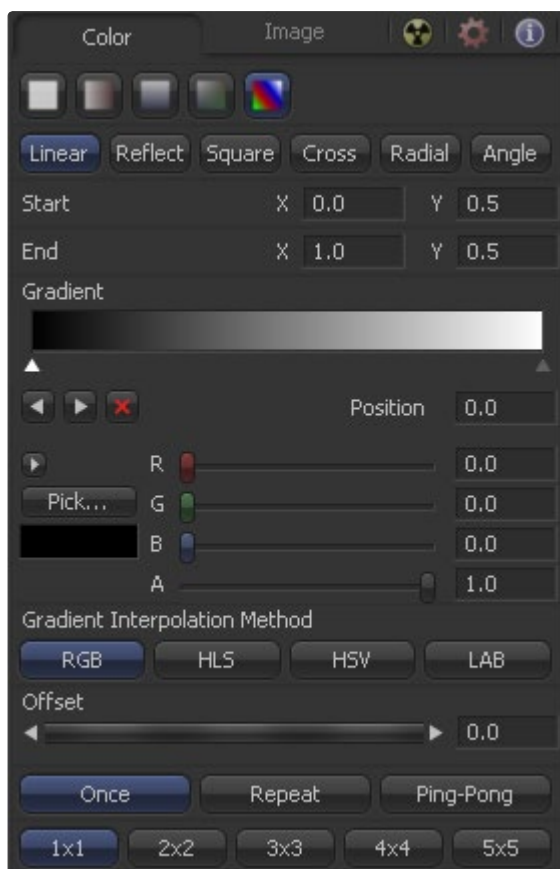 Color Image
Linear Reflect Square Cross Radial Angle
Start X 0.0 Y 0.5
End X 1.0 Y 0.5
Gradient
Position 0.0
R 0.0
Pick... G 0.0
B 0.0
A 1.0
Gradient Interpolation Method
RGB HLS HSV LAB
Offset
0.0
Once Repeat Ping-Pong
1x1 2x2 3x3 4x4 5x5